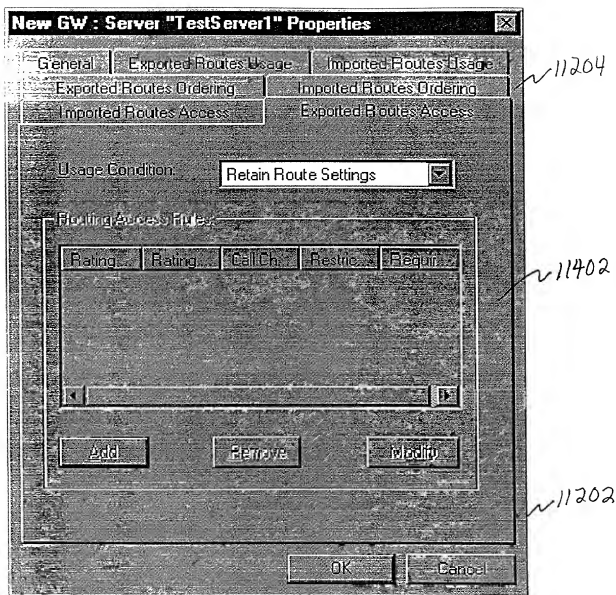 New GW : Server "TestServer1" Properties
General Exported Routes Usage Imported Routes Usage
Exported Routes Ordering Imported Routes Ordering
Imported Routes Access Exported Routes Access
Usage Condition: Retain Route Settings
Routing Access Rules:
Rating... Rating... Call Ch... Restric... Requir...
Add Remove Modify
OK Cancel
11204
11402
11202